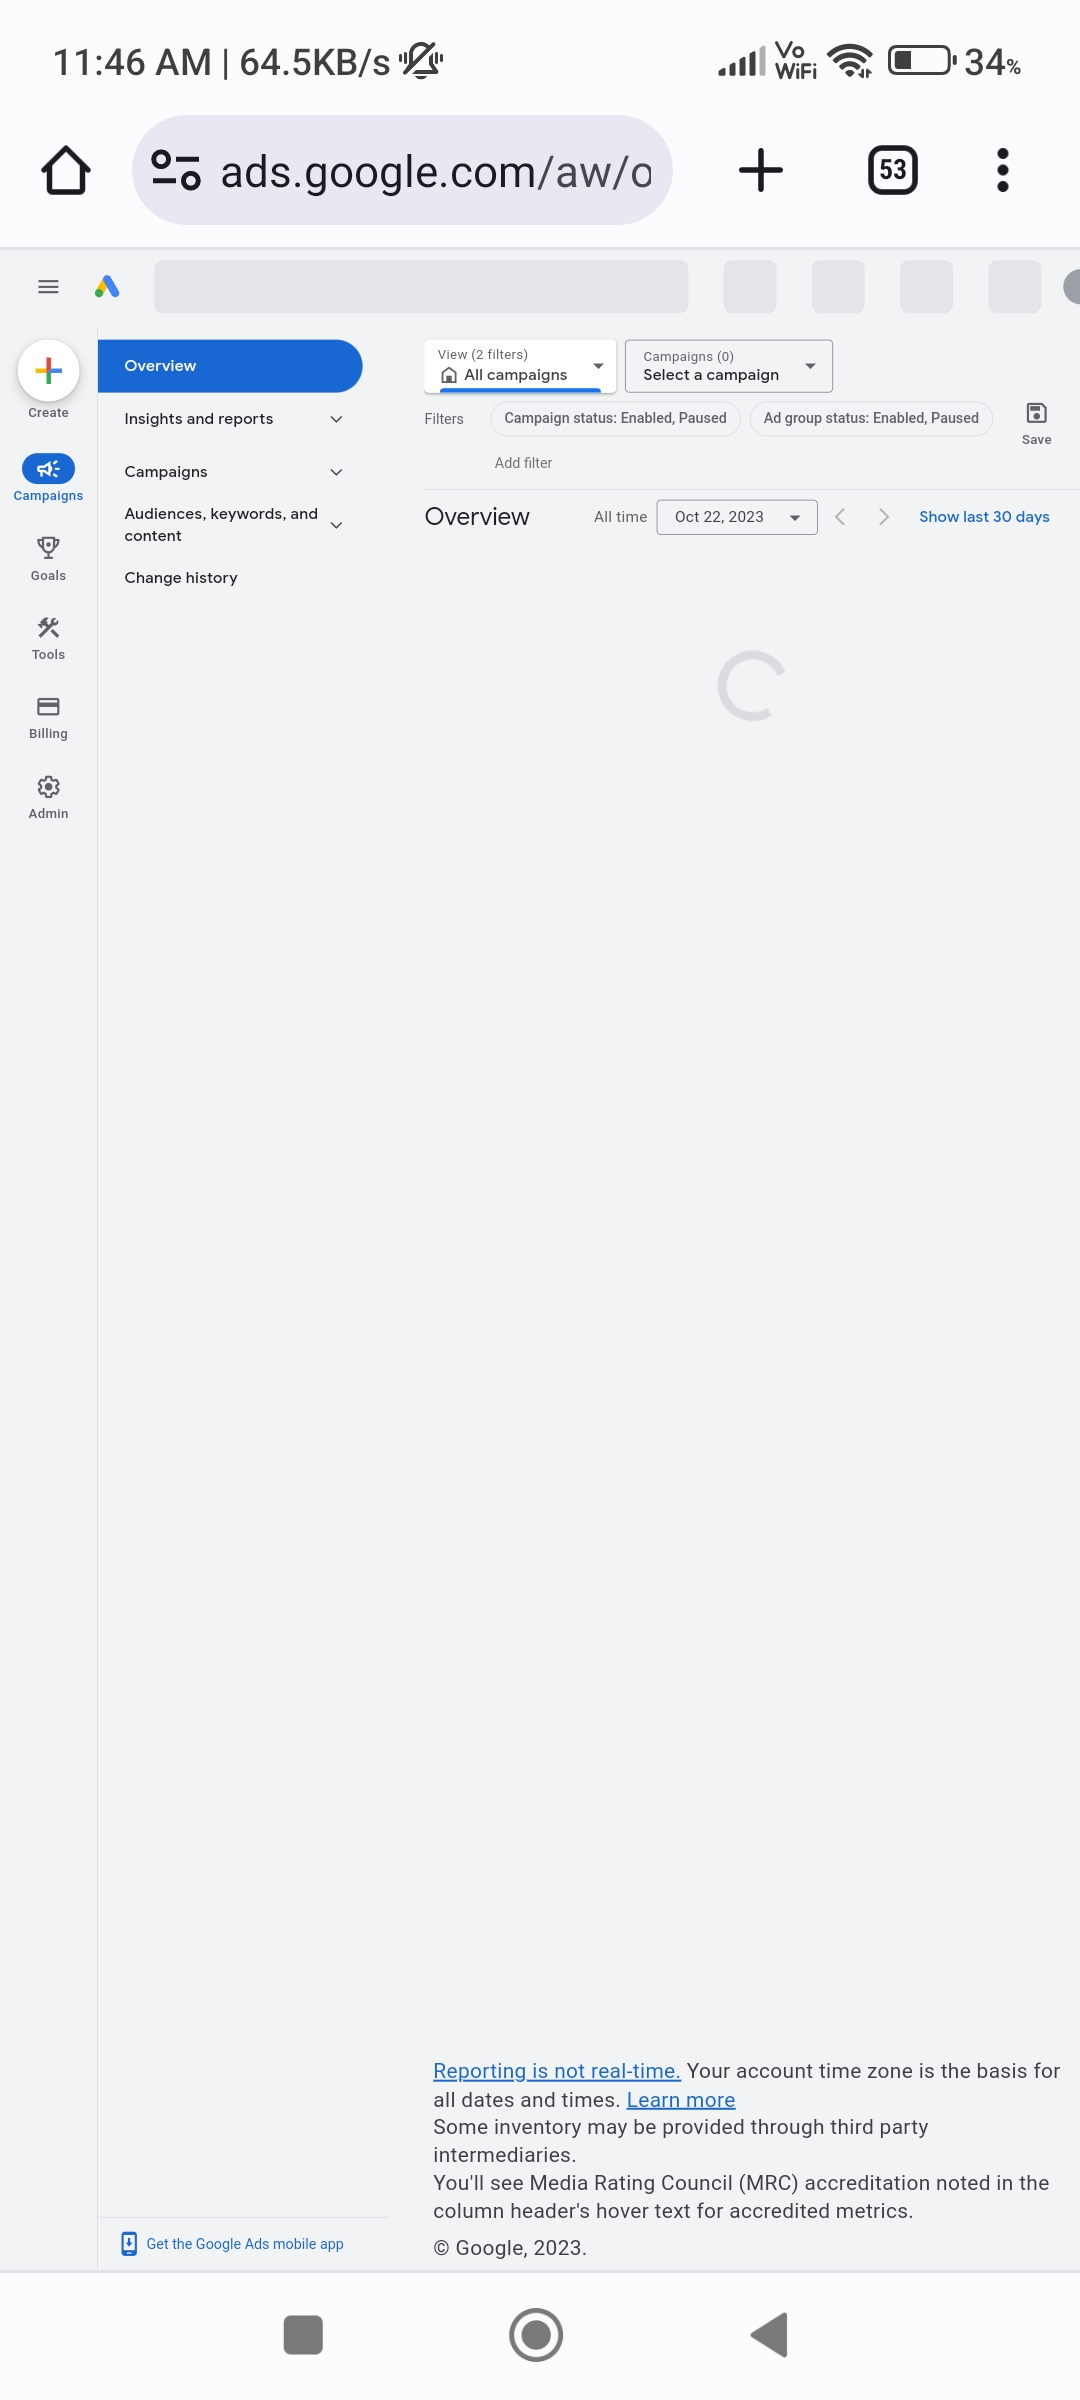 11:46 AM | 64.5KB/s
Vo
WiFi
34%
ads.google.com/aw/o
53
Create
Campaigns
Goals
Tools
Billing
Admin
Overview
Insights and reports
Campaigns
Audiences, keywords, and
content
Change history
View (2 filters)
All campaigns
Campaigns (0)
Select a campaign
Filters
Campaign status: Enabled, Paused
Ad group status: Enabled, Paused
Save
Add filter
Overview
All time
Oct 22, 2023
Show last 30 days
Reporting is not real-time. Your account time zone is the basis for
all dates and times. Learn more
Some inventory may be provided through third party
intermediaries.
You'll see Media Rating Council (MRC) accreditation noted in the
column header's hover text for accredited metrics.
© Google, 2023.
Get the Google Ads mobile app